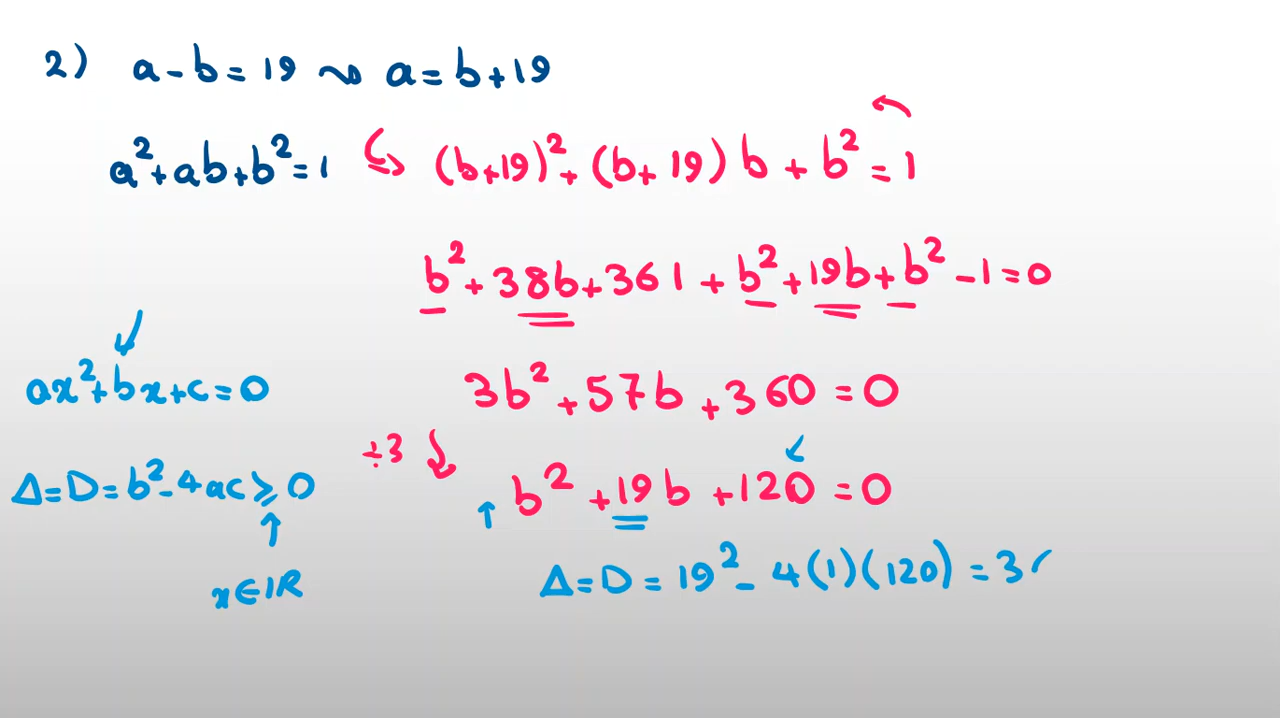 2) a - b = 19 ⤳ a = b + 19
a² + ab + b² = 1 (b + 19)² + (b + 19) b + b² = 1
b² + 38b + 361 + b² + 19b + b² - 1 = 0
ax² + bx + c = 0 3b² + 57b + 360 = 0
÷3
Δ = D = b² - 4ac ⩾ 0 b² + 19b + 120 = 0
x ∈ ℝ Δ = D = 19² - 4(1)(120) = 3